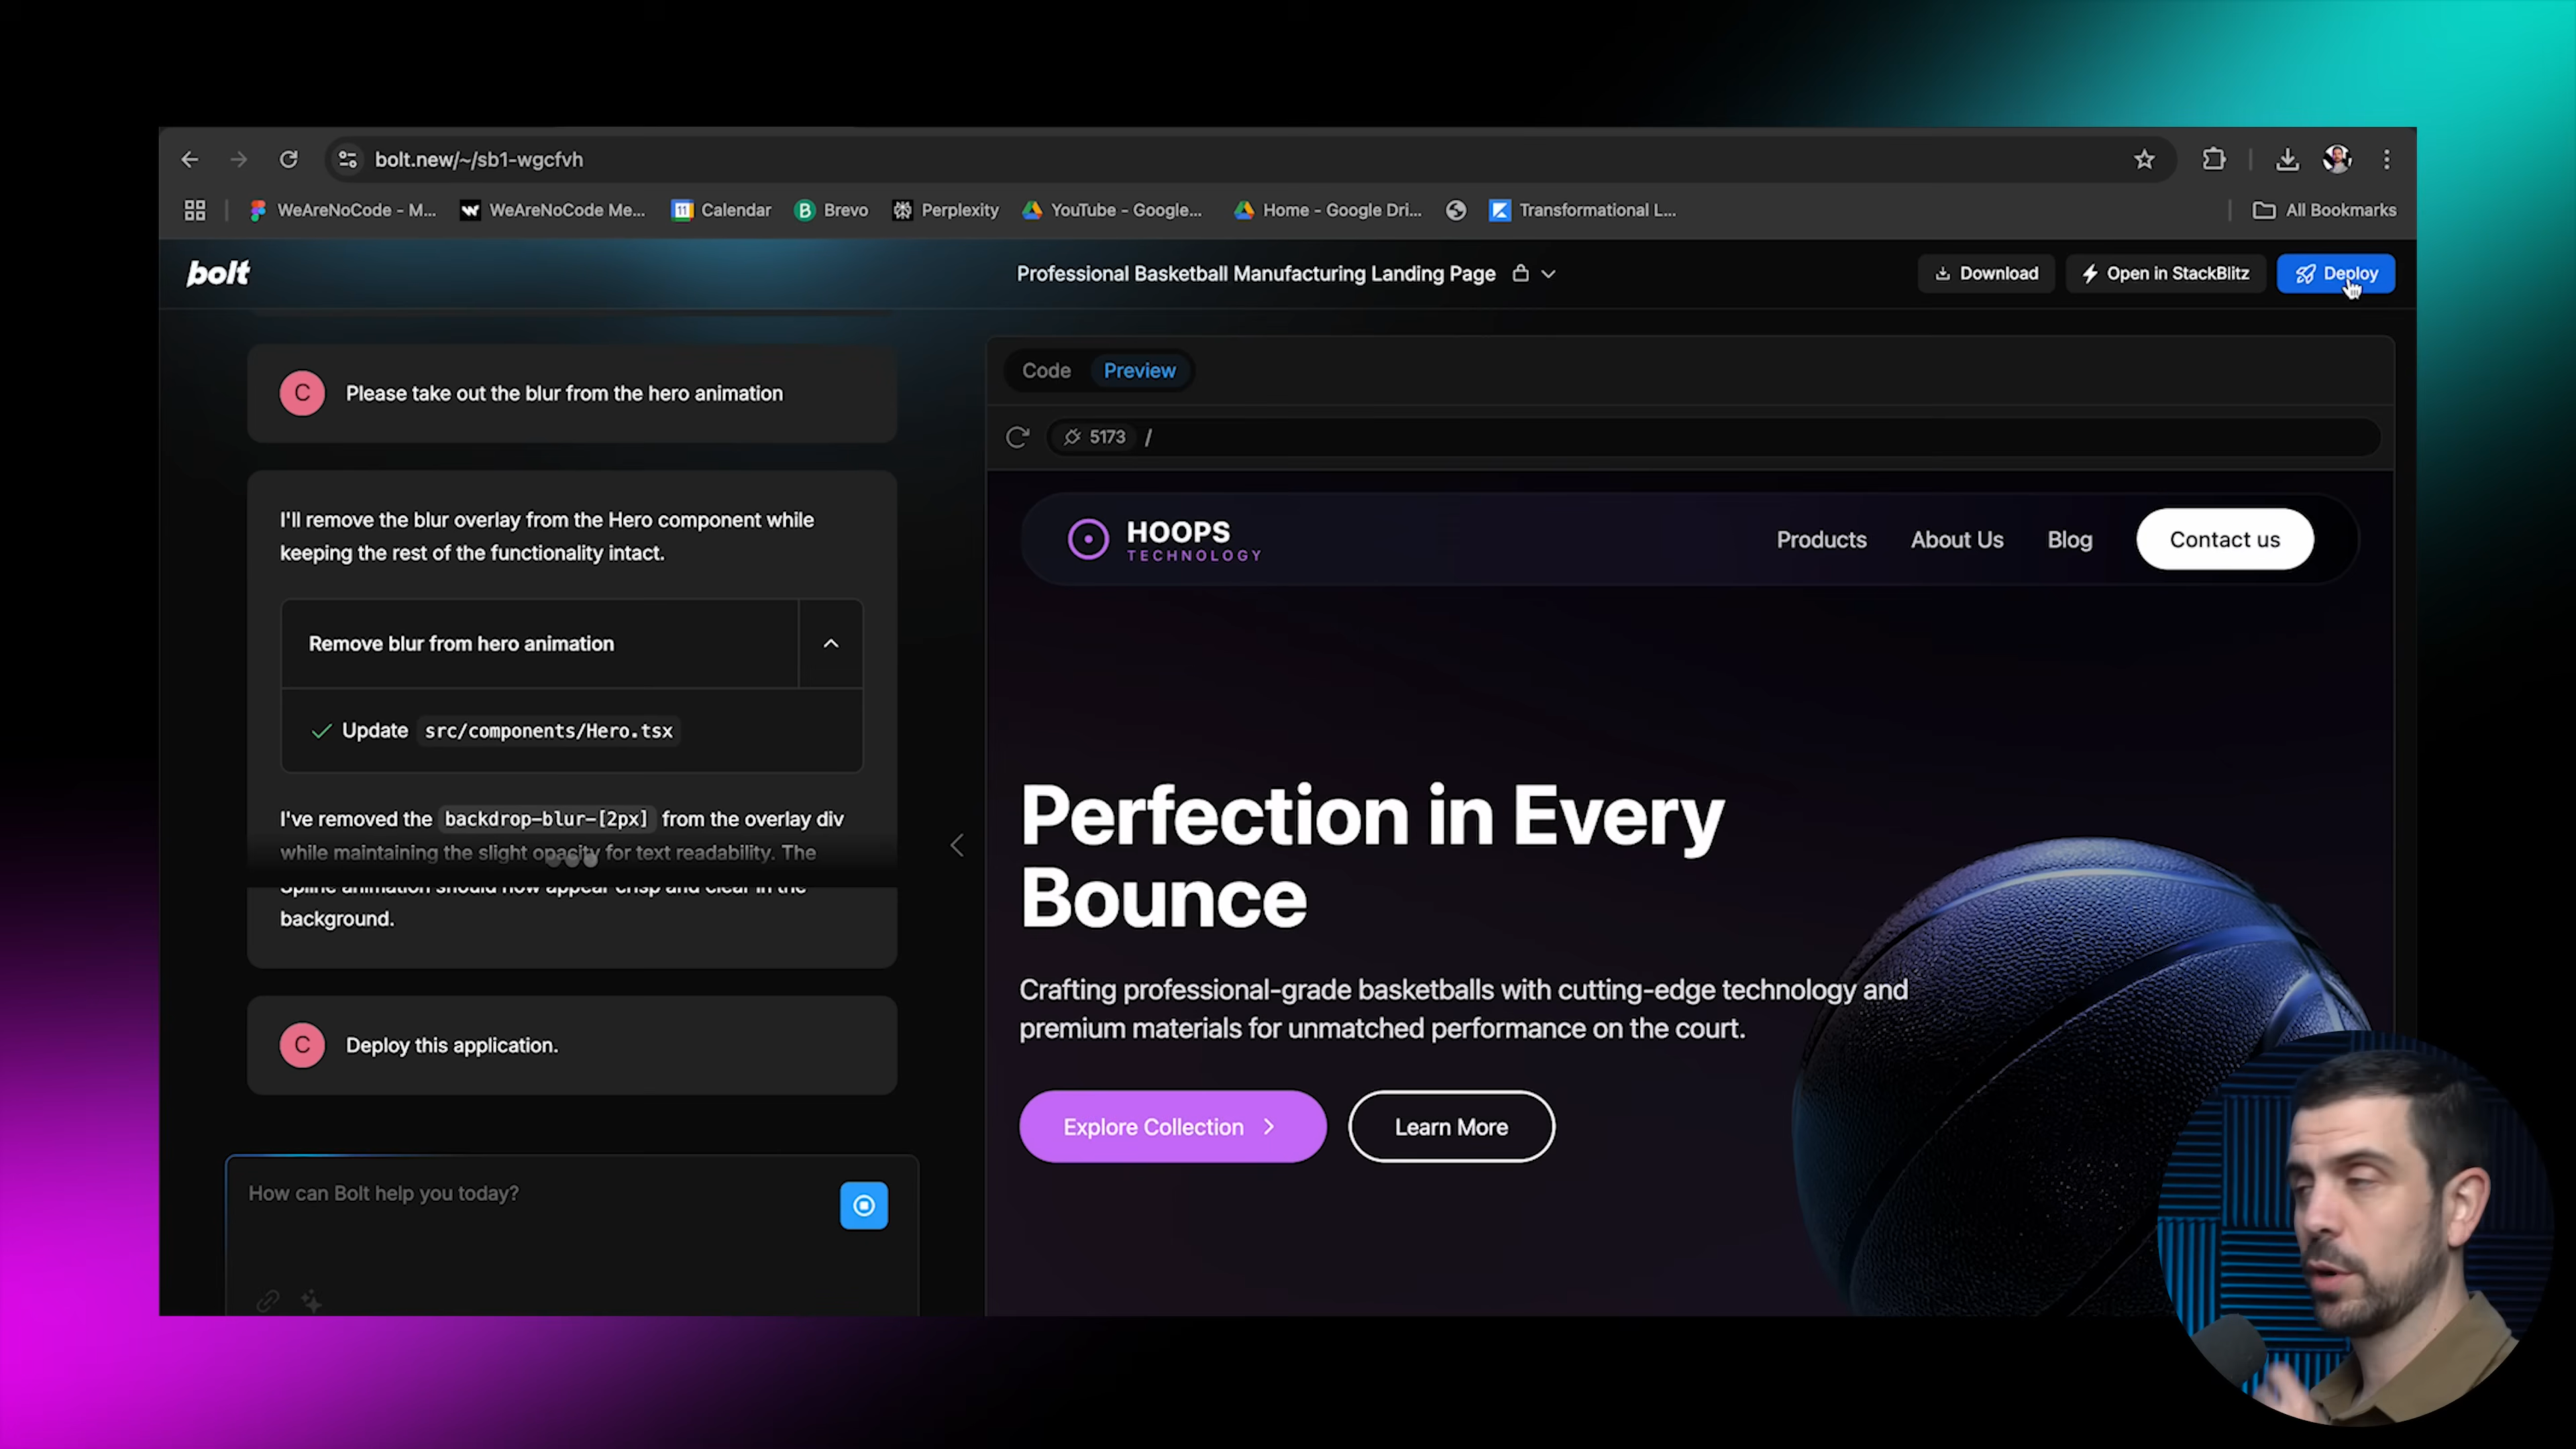 bolt.new/~/sb1-wgcfvh
WeAreNoCode - M...
WeAreNoCode Me...
11
Calendar
B
Brevo
Perplexity
YouTube - Google...
Home - Google Dri...
Transformational L...
All Bookmarks
bolt
Professional Basketball Manufacturing Landing Page
Download
Open in StackBlitz
Deploy
C
Please take out the blur from the hero animation
I'll remove the blur overlay from the Hero component while
keeping the rest of the functionality intact.
Remove blur from hero animation
Update src/components/Hero.tsx
I've removed the backdrop-blur-[2px] from the overlay div
while maintaining the slight opacity for text readability. The
Spline animation should now appear crisp and clear in the
background.
C
Deploy this application.
How can Bolt help you today?
Code
Preview
5173 /
HOOPS
TECHNOLOGY
Products
About Us
Blog
Contact us
Perfection in Every
Bounce
Crafting professional-grade basketballs with cutting-edge technology and
premium materials for unmatched performance on the court.
Explore Collection
Learn More